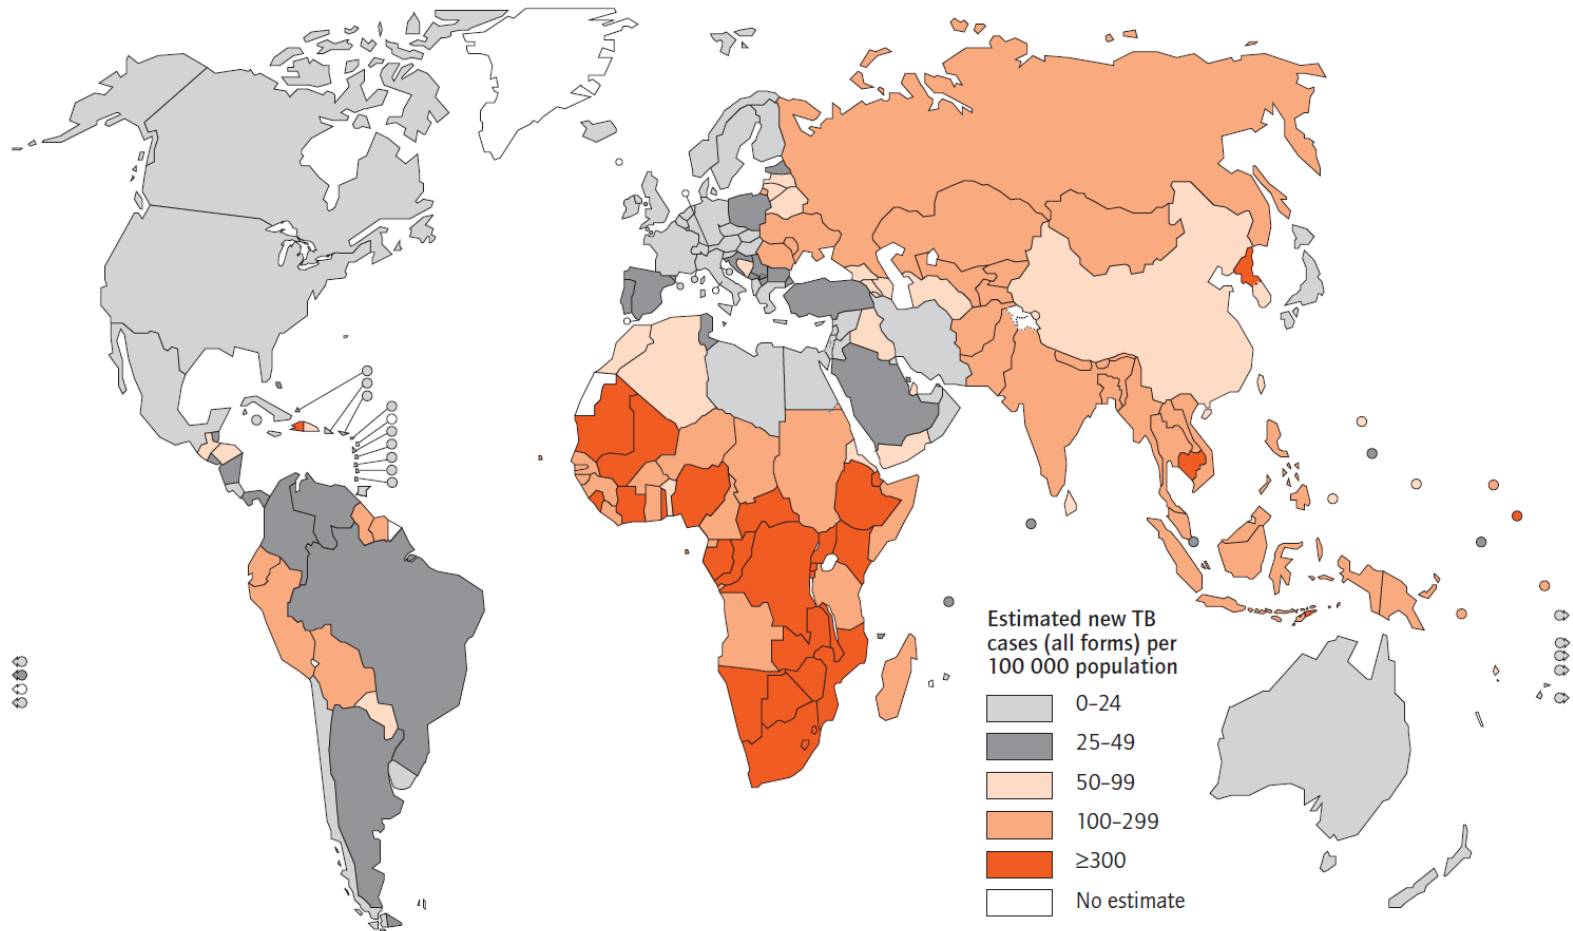 Estimated new TB
cases (all forms) per
100 000 population
0–24
25–49
50–99
100–299
≥300
No estimate